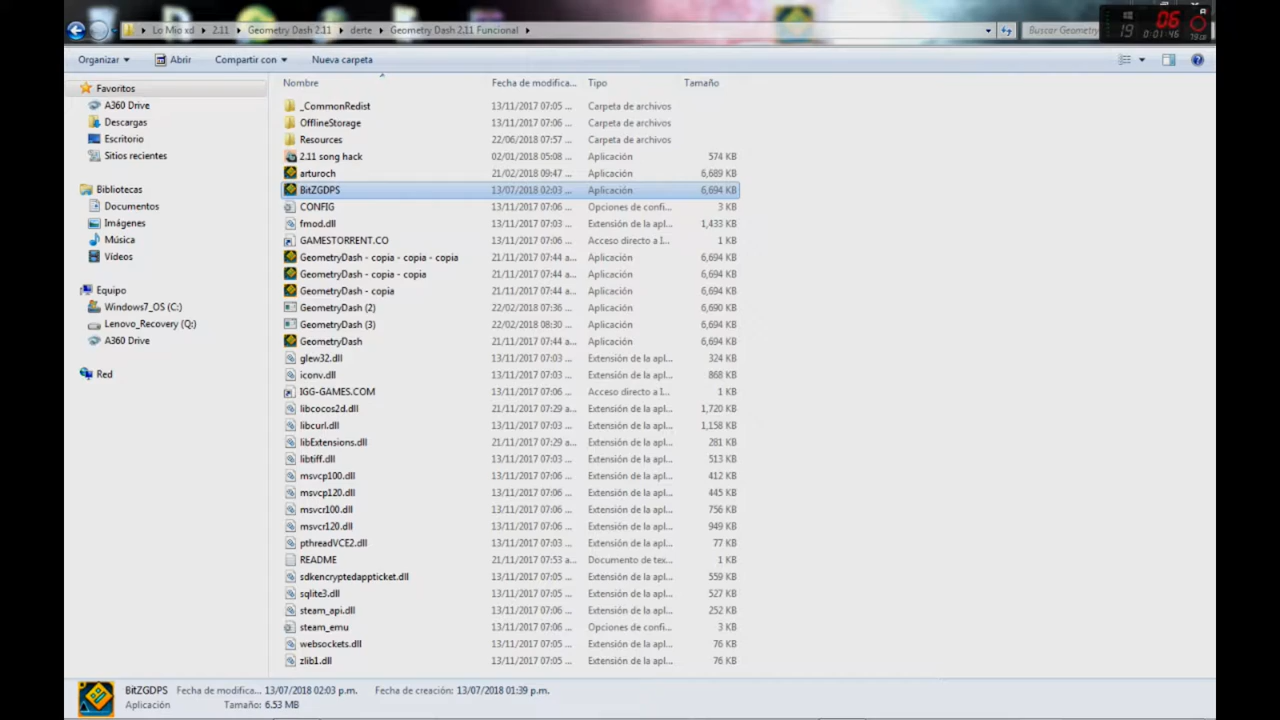 Lo Mio xd ▸ 2.11 ▸ Geometry Dash 2.11 ▸ derte ▸ Geometry Dash 2.11 Funcional ▸
Buscar Geometry
06
19 0:01:46
Organizar Abrir Compartir con Nueva carpeta
Nombre Fecha de modifica... Tipo Tamaño
Favoritos
A360 Drive
Descargas
Escritorio
Sitios recientes
Bibliotecas
Documentos
Imágenes
Música
Vídeos
Equipo
Windows7_OS (C:)
Lenovo_Recovery (Q:)
A360 Drive
Red
_CommonRedist 13/11/2017 07:05 ... Carpeta de archivos
OfflineStorage 13/11/2017 07:06 ... Carpeta de archivos
Resources 22/06/2018 07:57 ... Carpeta de archivos
2.11 song hack 02/01/2018 05:08 ... Aplicación 574 KB
arturoch 21/02/2018 09:47 ... Aplicación 6,689 KB
BitZGDPS 13/07/2018 02:03 ... Aplicación 6,694 KB
CONFIG 13/11/2017 07:06 ... Opciones de confi... 3 KB
fmod.dll 13/11/2017 07:03 ... Extensión de la apl... 1,433 KB
GAMESTORRENT.CO 13/11/2017 07:06 ... Acceso directo a I... 1 KB
GeometryDash - copia - copia - copia 21/11/2017 07:44 a... Aplicación 6,694 KB
GeometryDash - copia - copia 21/11/2017 07:44 a... Aplicación 6,694 KB
GeometryDash - copia 21/11/2017 07:44 a... Aplicación 6,694 KB
GeometryDash (2) 22/02/2018 07:36 ... Aplicación 6,690 KB
GeometryDash (3) 22/02/2018 08:30 ... Aplicación 6,694 KB
GeometryDash 21/11/2017 07:44 a... Aplicación 6,694 KB
glew32.dll 13/11/2017 07:03 ... Extensión de la apl... 324 KB
iconv.dll 13/11/2017 07:03 ... Extensión de la apl... 868 KB
IGG-GAMES.COM 13/11/2017 07:06 ... Acceso directo a I... 1 KB
libcocos2d.dll 21/11/2017 07:29 a... Extensión de la apl... 1,720 KB
libcurl.dll 13/11/2017 07:03 ... Extensión de la apl... 1,158 KB
libExtensions.dll 21/11/2017 07:29 a... Extensión de la apl... 281 KB
libtiff.dll 13/11/2017 07:03 ... Extensión de la apl... 513 KB
msvcp100.dll 13/11/2017 07:06 ... Extensión de la apl... 412 KB
msvcp120.dll 13/11/2017 07:06 ... Extensión de la apl... 445 KB
msvcr100.dll 13/11/2017 07:06 ... Extensión de la apl... 756 KB
msvcr120.dll 13/11/2017 07:06 ... Extensión de la apl... 949 KB
pthreadVCE2.dll 13/11/2017 07:03 ... Extensión de la apl... 77 KB
README 21/11/2017 07:53 a... Documento de tex... 1 KB
sdkencryptedappticket.dll 13/11/2017 07:05 ... Extensión de la apl... 559 KB
sqlite3.dll 13/11/2017 07:05 ... Extensión de la apl... 527 KB
steam_api.dll 13/11/2017 07:06 ... Extensión de la apl... 252 KB
steam_emu 13/11/2017 07:06 ... Opciones de confi... 3 KB
websockets.dll 13/11/2017 07:05 ... Extensión de la apl... 76 KB
zlib1.dll 13/11/2017 07:05 ... Extensión de la apl... 76 KB
BitZGDPS Fecha de modifica... 13/07/2018 02:03 p.m. Fecha de creación: 13/07/2018 01:39 p.m.
Aplicación Tamaño: 6.53 MB